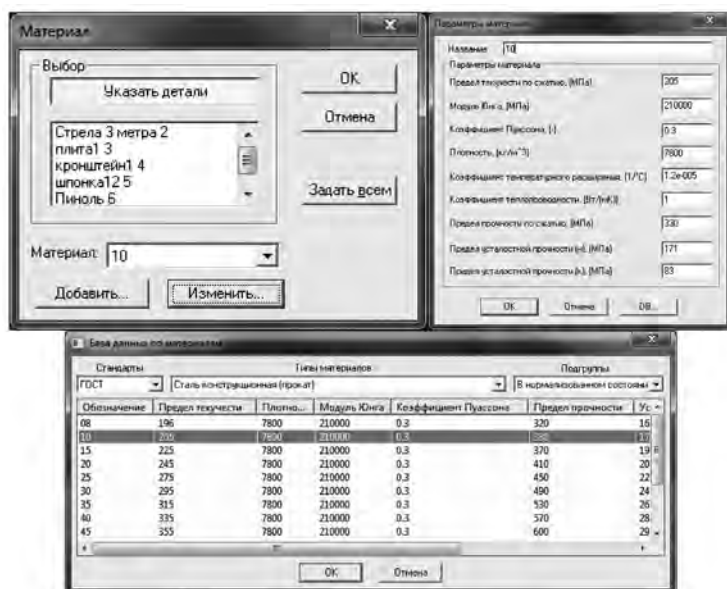 Материал
Выбор
Указать детали
Стрела 3 метра 2
плита1 3
кронштейн1 4
шпонка12 5
Пиноль 6
OK
Отмена
Задать всем
Материал: 10
Добавить...
Изменить...
Параметры материала
Название 10
Параметры материала
Предел текучести по сжатию, [МПа] 205
Модуль Юнга, [МПа] 210000
Коэффициент Пуассона, [-] 0.3
Плотность, [кг/м^3] 7800
Коэффициент температурного расширения, [1/°C] 1.2e-005
Коэффициент теплопроводности, [Вт/(мК)] 1
Предел прочности по сжатию, [МПа] 330
Предел усталостной прочности (н), [МПа] 171
Предел усталостной прочности (к), [МПа] 83
OK Отмена DB...
База данных по материалам
Стандарты Типы материалов Подгруппы
ГОСТ Сталь конструкционная (прокат) В нормализованном состояни
Обозначение Предел текучести Плотно... Модуль Юнга Коэффициент Пуассона Предел прочности Ус
08 196 7800 210000 0.3 320 16
10 205 7800 210000 0.3 17
15 225 7800 210000 0.3 370 19
20 245 7800 210000 0.3 410 20
25 275 7800 210000 0.3 450 22
30 295 7800 210000 0.3 490 24
35 315 7800 210000 0.3 530 26
40 335 7800 210000 0.3 570 28
45 355 7800 210000 0.3 600 29
OK Отмена